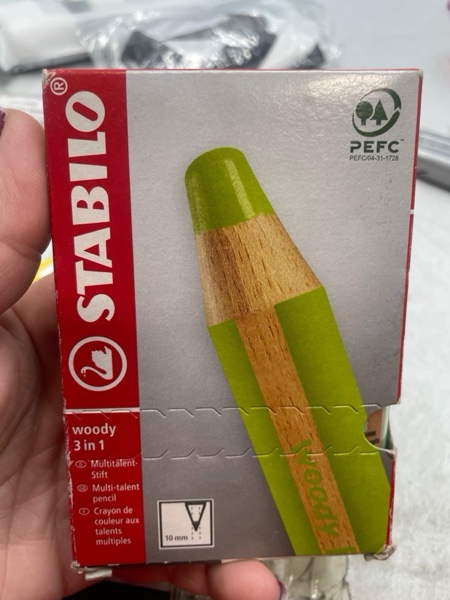 STABILO®
PEFC™
PEFC/04-31-1728
woody
3 in 1
Multitalent-
Stift
Multi-talent
pencil
Crayon de
couleur aux
talents
multiples
10 mm
woody